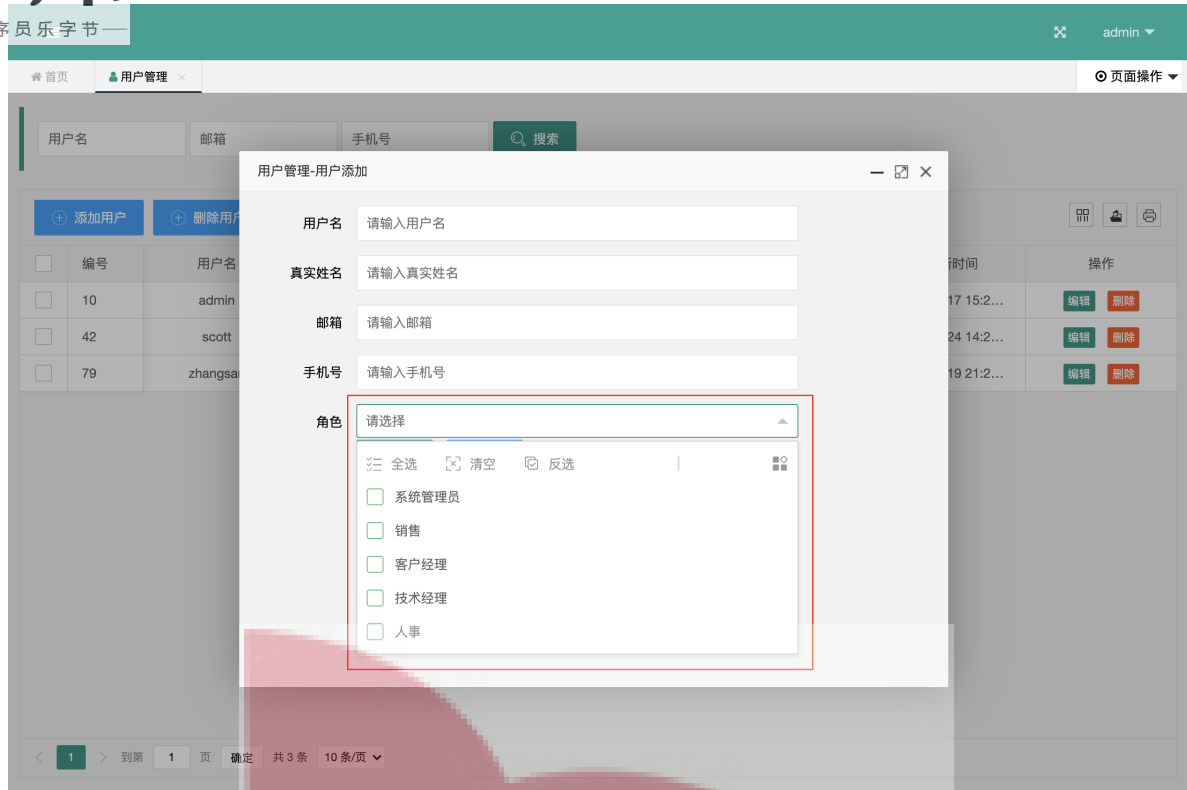 序员乐字节——
admin
首页 用户管理 页面操作
用户名 邮箱 手机号 搜索
用户管理-用户添加
添加用户 删除用户
用户名 请输入用户名
编号 用户名 时间 操作
真实姓名 请输入真实姓名
10 admin 17 15:2... 编辑 删除
邮箱 请输入邮箱
42 scott 24 14:2... 编辑 删除
手机号 请输入手机号
79 zhangsa 19 21:2... 编辑 删除
角色 请选择
全选 清空 反选
系统管理员
销售
客户经理
技术经理
人事
1 到第 1 页 确定 共 3 条 10 条/页